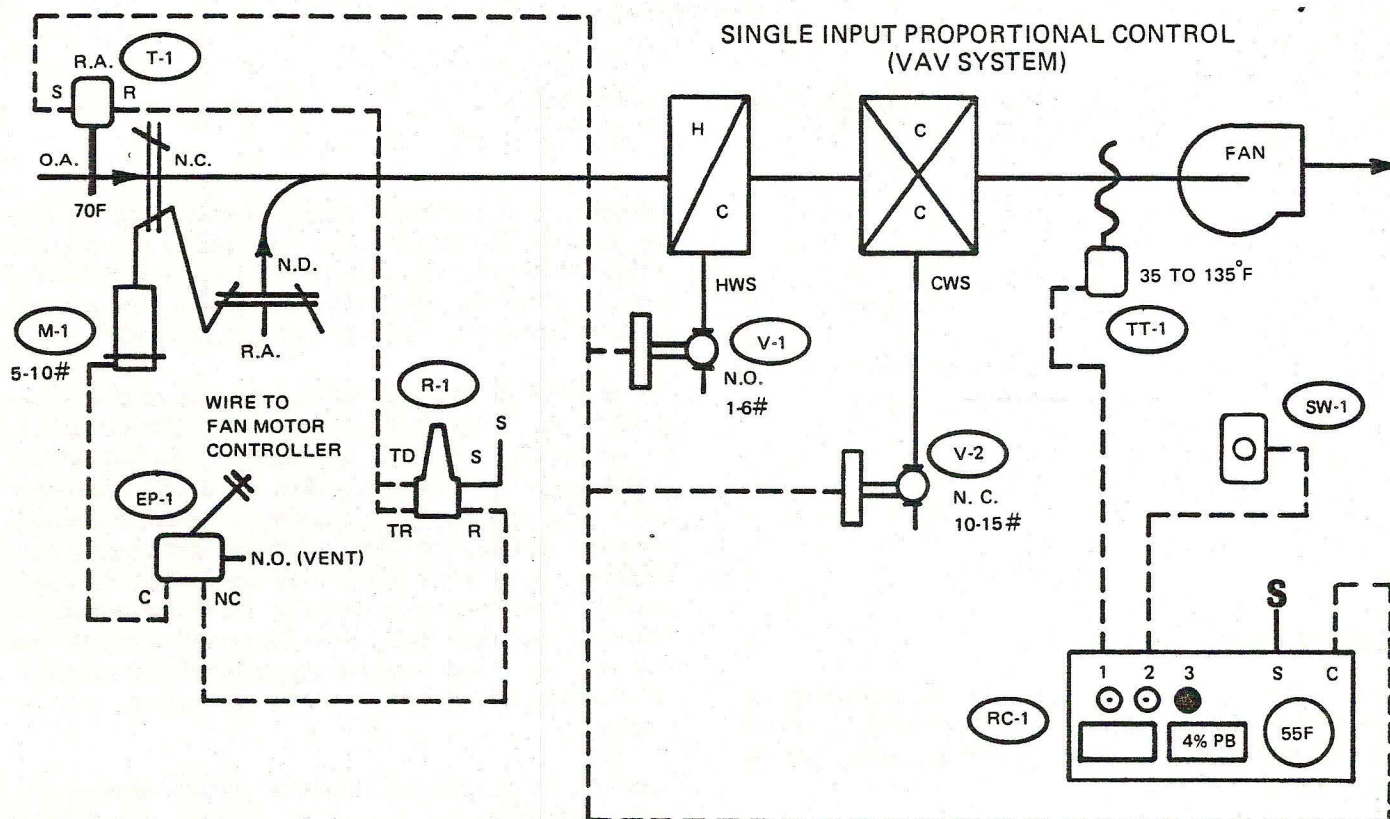 SINGLE INPUT PROPORTIONAL CONTROL
(VAV SYSTEM)
R.A.
T-1
S
R
O.A.
N.C.
70F
N.D.
R.A.
M-1
5-10#
WIRE TO
FAN MOTOR
CONTROLLER
EP-1
N.O. (VENT)
C
NC
R-1
TD
S
S
TR
R
H
C
HWS
V-1
N.O.
1-6#
C
C
CWS
V-2
N. C.
10-15#
FAN
35 TO 135°F
TT-1
SW-1
S
1
2
3
S
C
RC-1
4% PB
55F